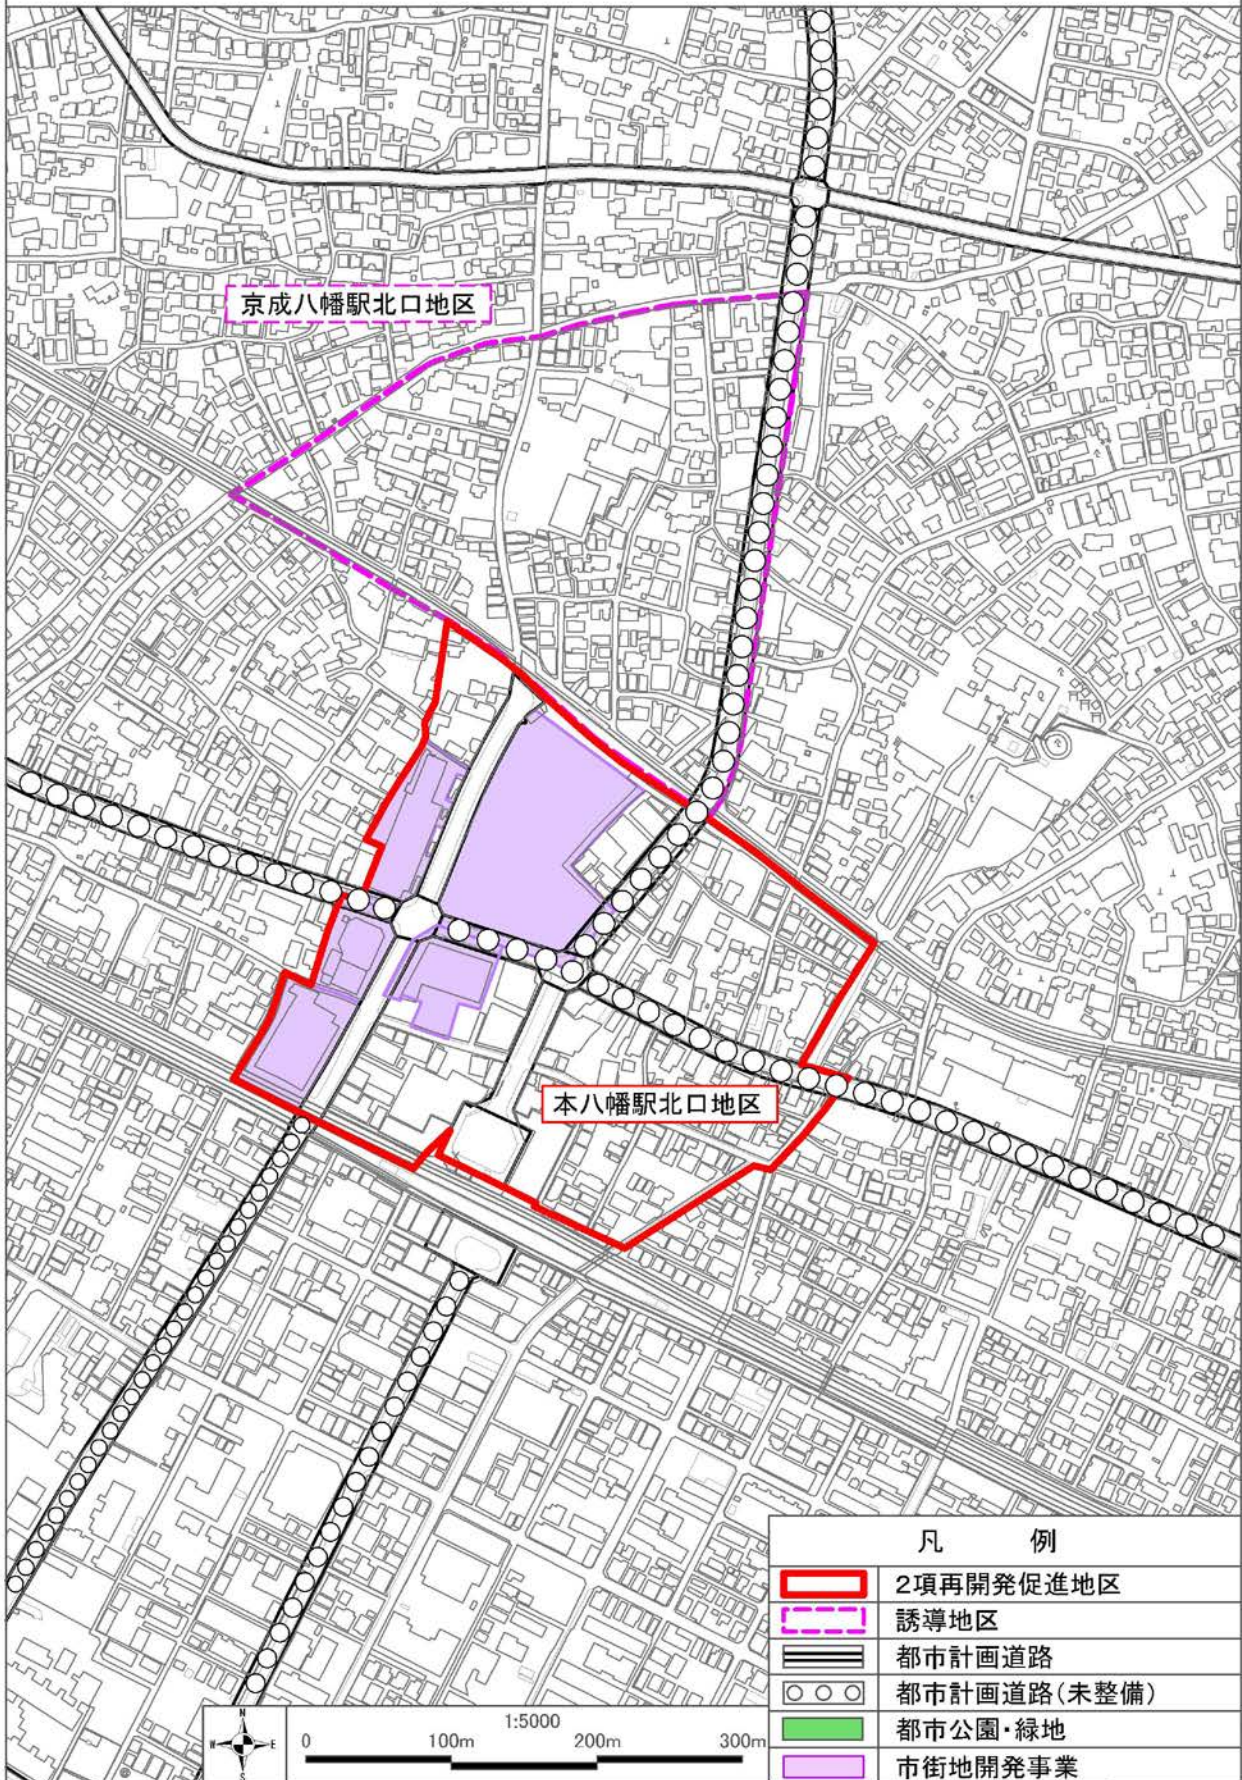 京成八幡駅北口地区
本八幡駅北口地区
凡 例
2項再開発促進地区
誘導地区
都市計画道路
都市計画道路(未整備)
都市公園・緑地
市街地開発事業
N
W E
S
1:5000
0 100m 200m 300m